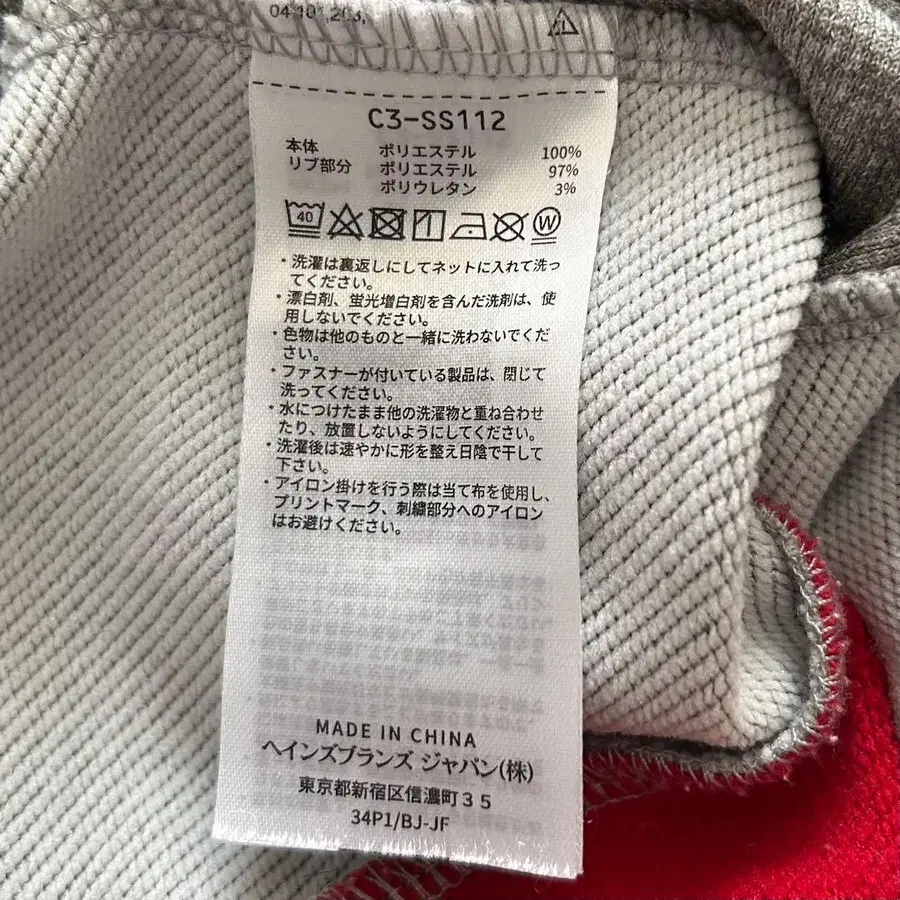 C3-SS112
本体 ポリエステル 100%
リブ部分 ポリエステル 97%
ポリウレタン 3%
40
W
・洗濯は裏返しにしてネットに入れて洗っ
てください。
・漂白剤、蛍光増白剤を含んだ洗剤は、使
用しないでください。
・色物は他のものと一緒に洗わないでくだ
さい。
・ファスナーが付いている製品は、閉じて
洗ってください。
・水につけたまま他の洗濯物と重ね合わせ
たり、放置しないようにしてください。
・洗濯後は速やかに形を整え日陰で干して
下さい。
・アイロン掛けを行う際は当て布を使用し、
プリントマーク、刺繍部分へのアイロン
はお避けください。
MADE IN CHINA
ヘインズブランズ ジャパン(株)
東京都新宿区信濃町35
34P1/BJ-JF